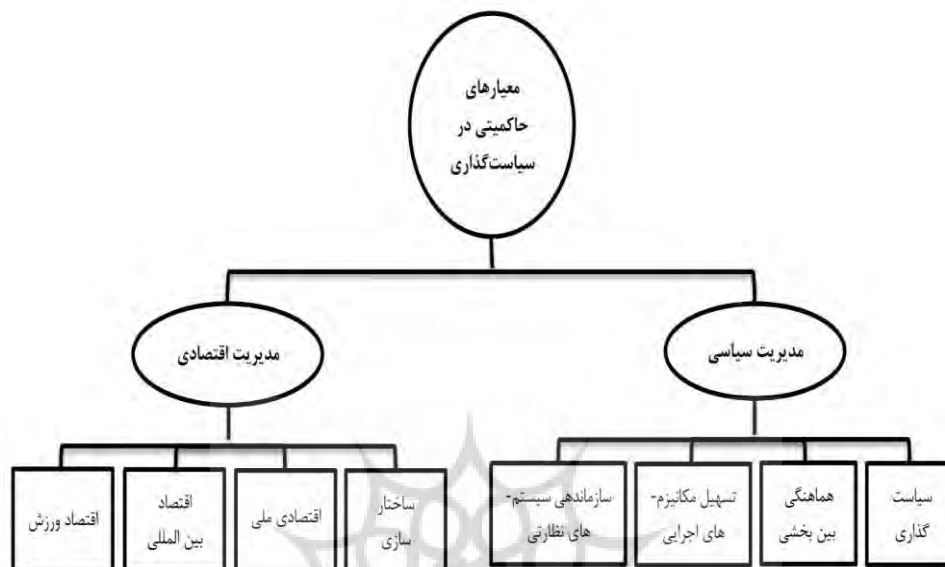 معیارهای
حاکمیتی در
سیاست‌گذاری
مدیریت سیاسی
مدیریت اقتصادی
سیاست
گذاری
هماهنگی
بین بخشی
تسهیل مکانیزم-
های اجرایی
سازماندهی سیستم-
های نظارتی
ساختار
سازی
اقتصادی ملی
اقتصاد
بین المللی
اقتصاد ورزش